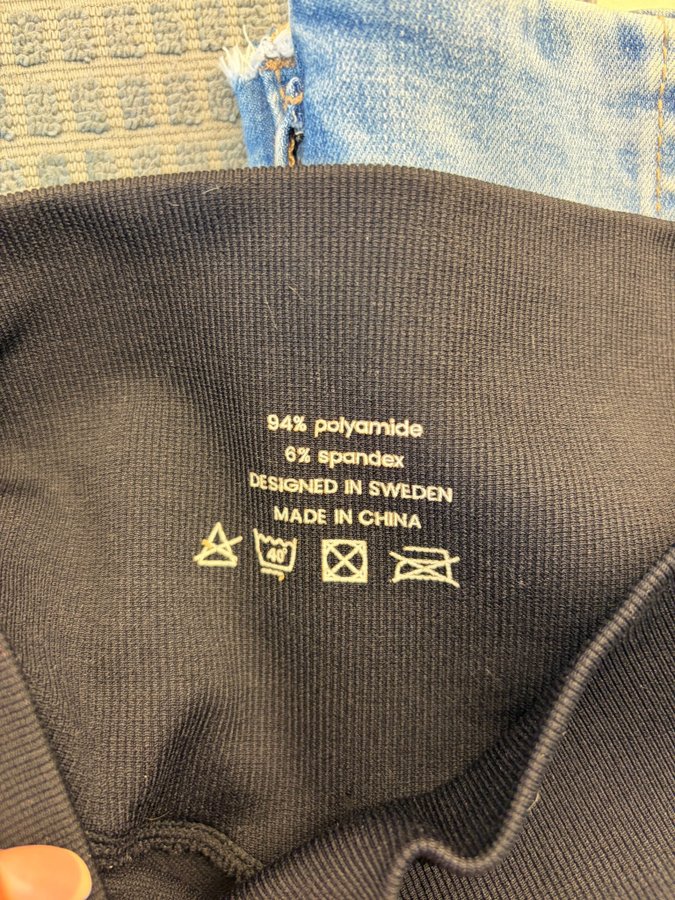 94% polyamide
6% spandex
DESIGNED IN SWEDEN
MADE IN CHINA
40